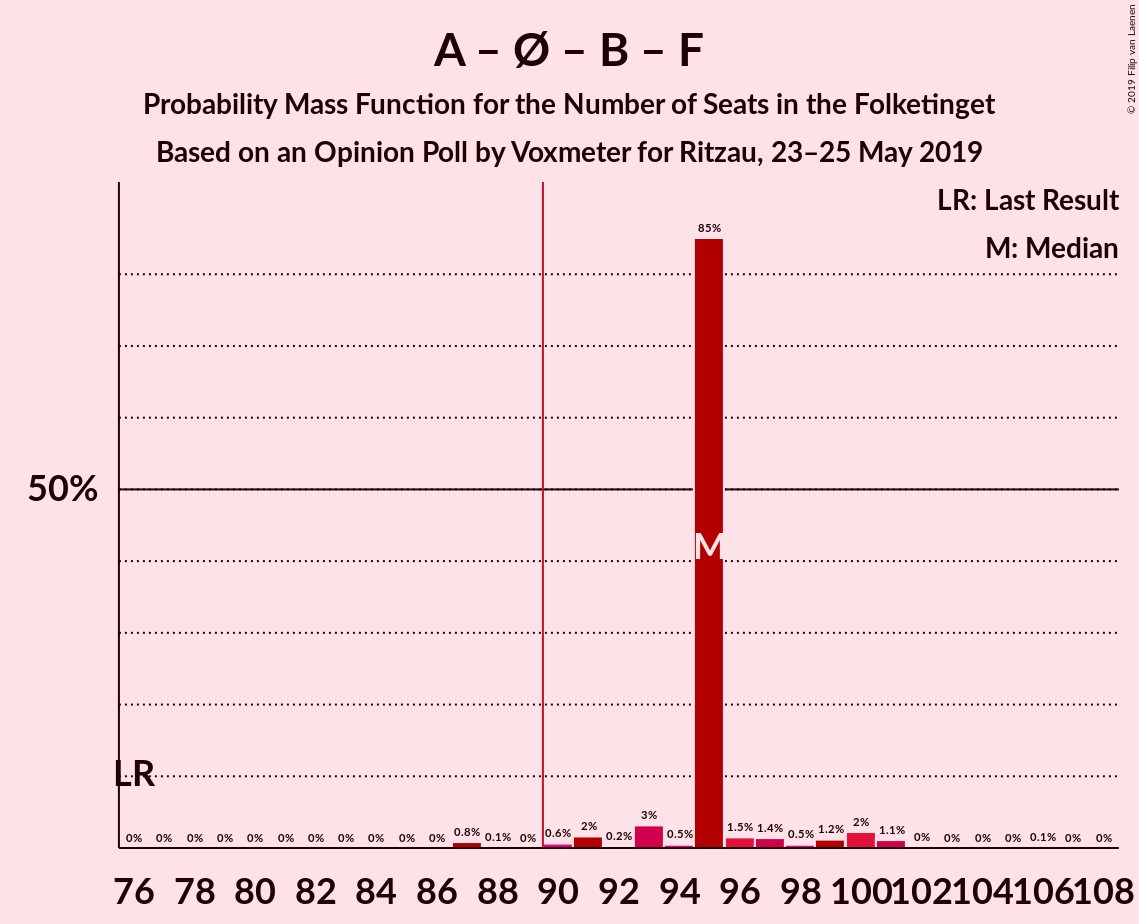 A – Ø – B – F
Probability Mass Function for the Number of Seats in the Folketinget
Based on an Opinion Poll by Voxmeter for Ritzau, 23–25 May 2019
© 2019 Filip van Laenen
LR: Last Result
M: Median
85%
50%
M
LR
0% 0% 0% 0% 0% 0% 0% 0% 0% 0% 0% 0.8% 0.1% 0% 0.6% 2% 0.2% 3% 0.5% 1.5% 1.4% 0.5% 1.2% 2% 1.1% 0% 0% 0% 0% 0.1% 0% 0%
76 78 80 82 84 86 88 90 92 94 96 98 100 102 104 106 108